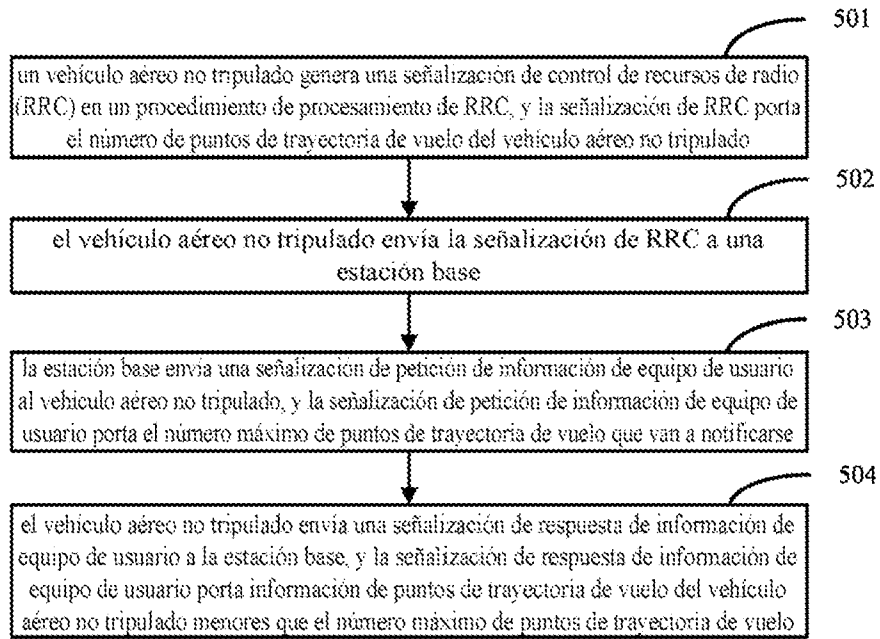 501
un vehículo aéreo no tripulado genera una señalización de control de recursos de radio
(RRC) en un procedimiento de procesamiento de RRC, y la señalización de RRC porta
el número de puntos de trayectoria de vuelo del vehículo aéreo no tripulado
502
el vehículo aéreo no tripulado envía la señalización de RRC a una
estación base
503
la estación base envía una señalización de petición de información de equipo de usuario
al vehículo aéreo no tripulado, y la señalización de petición de información de equipo de
usuario porta el número máximo de puntos de trayectoria de vuelo que van a notificarse
504
el vehículo aéreo no tripulado envía una señalización de respuesta de información de
equipo de usuario a la estación base, y la señalización de respuesta de información de
equipo de usuario porta información de puntos de trayectoria de vuelo del vehículo
aéreo no tripulado menores que el número máximo de puntos de trayectoria de vuelo